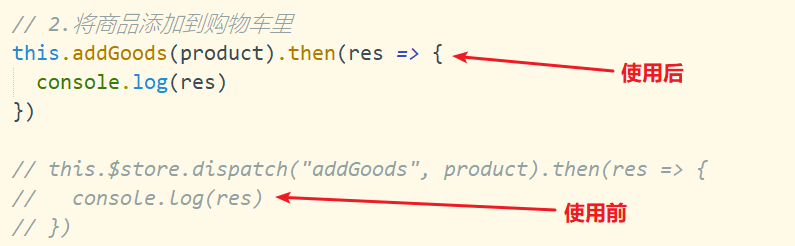 // 2.将商品添加到购物车里
this.addGoods(product).then(res => {
使用后
  console.log(res)
})
// this.$store.dispatch("addGoods", product).then(res => {
//   console.log(res)
使用前
// })